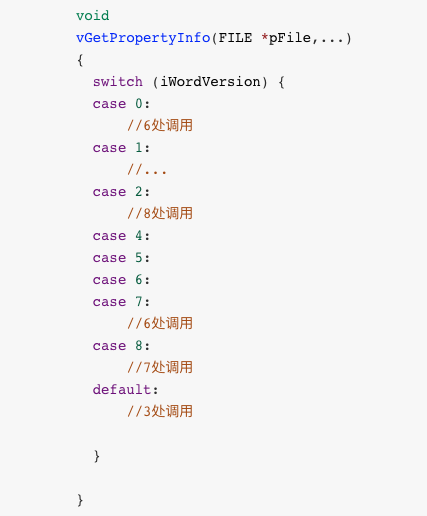 void
vGetPropertyInfo(FILE *pFile,...)
{
switch (iWordVersion) {
case 0:
//6处调用
case 1:
//...
case 2:
//8处调用
case 4:
case 5:
case 6:
case 7:
//6处调用
case 8:
//7处调用
default:
//3处调用
}
}